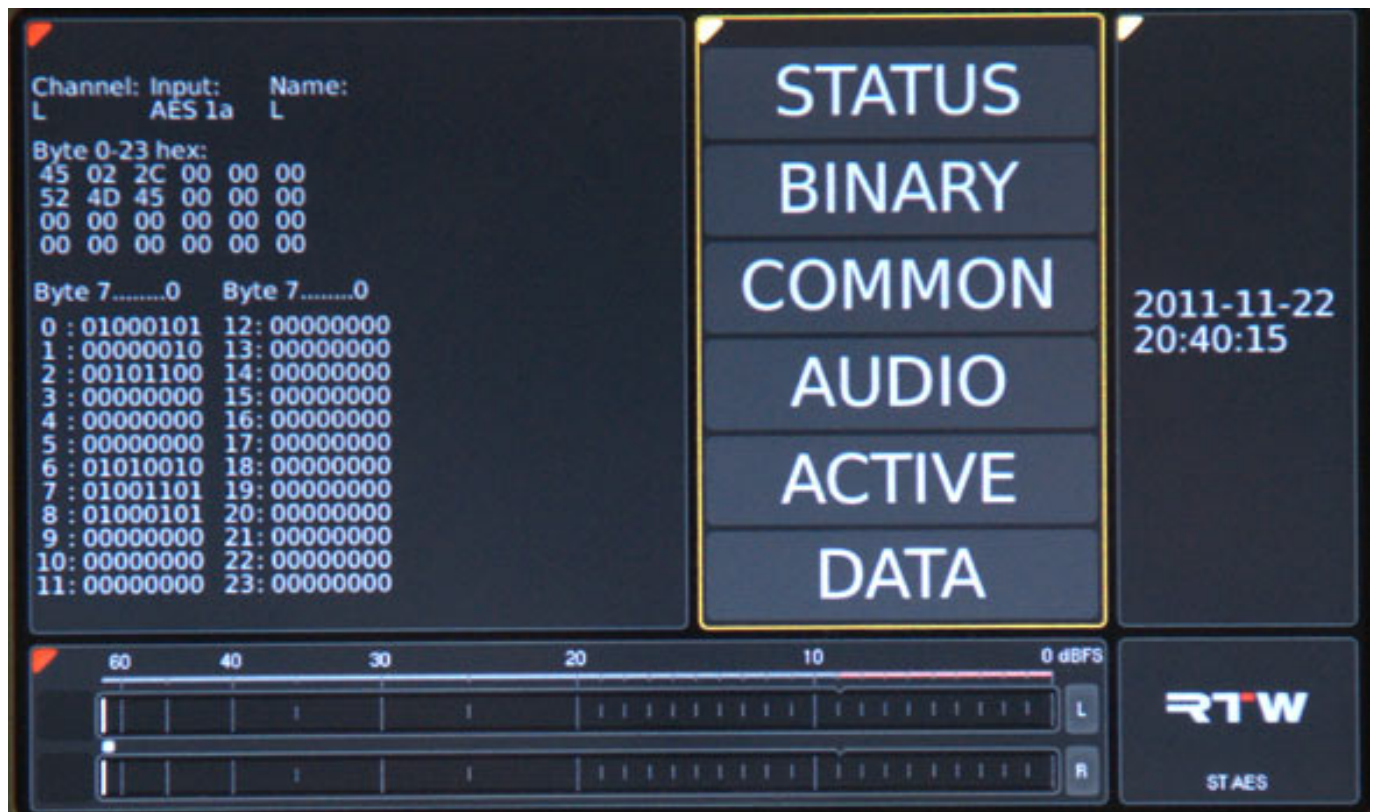 Channel: Input: Name:
L AES 1a L
Byte 0-23 hex:
45 02 2C 00 00 00
52 4D 45 00 00 00
00 00 00 00 00 00
00 00 00 00 00 00
Byte 7........0 Byte 7........0
0 : 01000101 12: 00000000
1 : 00000010 13: 00000000
2 : 00101100 14: 00000000
3 : 00000000 15: 00000000
4 : 00000000 16: 00000000
5 : 00000000 17: 00000000
6 : 01010010 18: 00000000
7 : 01001101 19: 00000000
8 : 01000101 20: 00000000
9 : 00000000 21: 00000000
10: 00000000 22: 00000000
11: 00000000 23: 00000000
STATUS
BINARY
COMMON
AUDIO
ACTIVE
DATA
2011-11-22
20:40:15
60 40 30 20 10 0 dBFS
L
R
RTW
ST AES